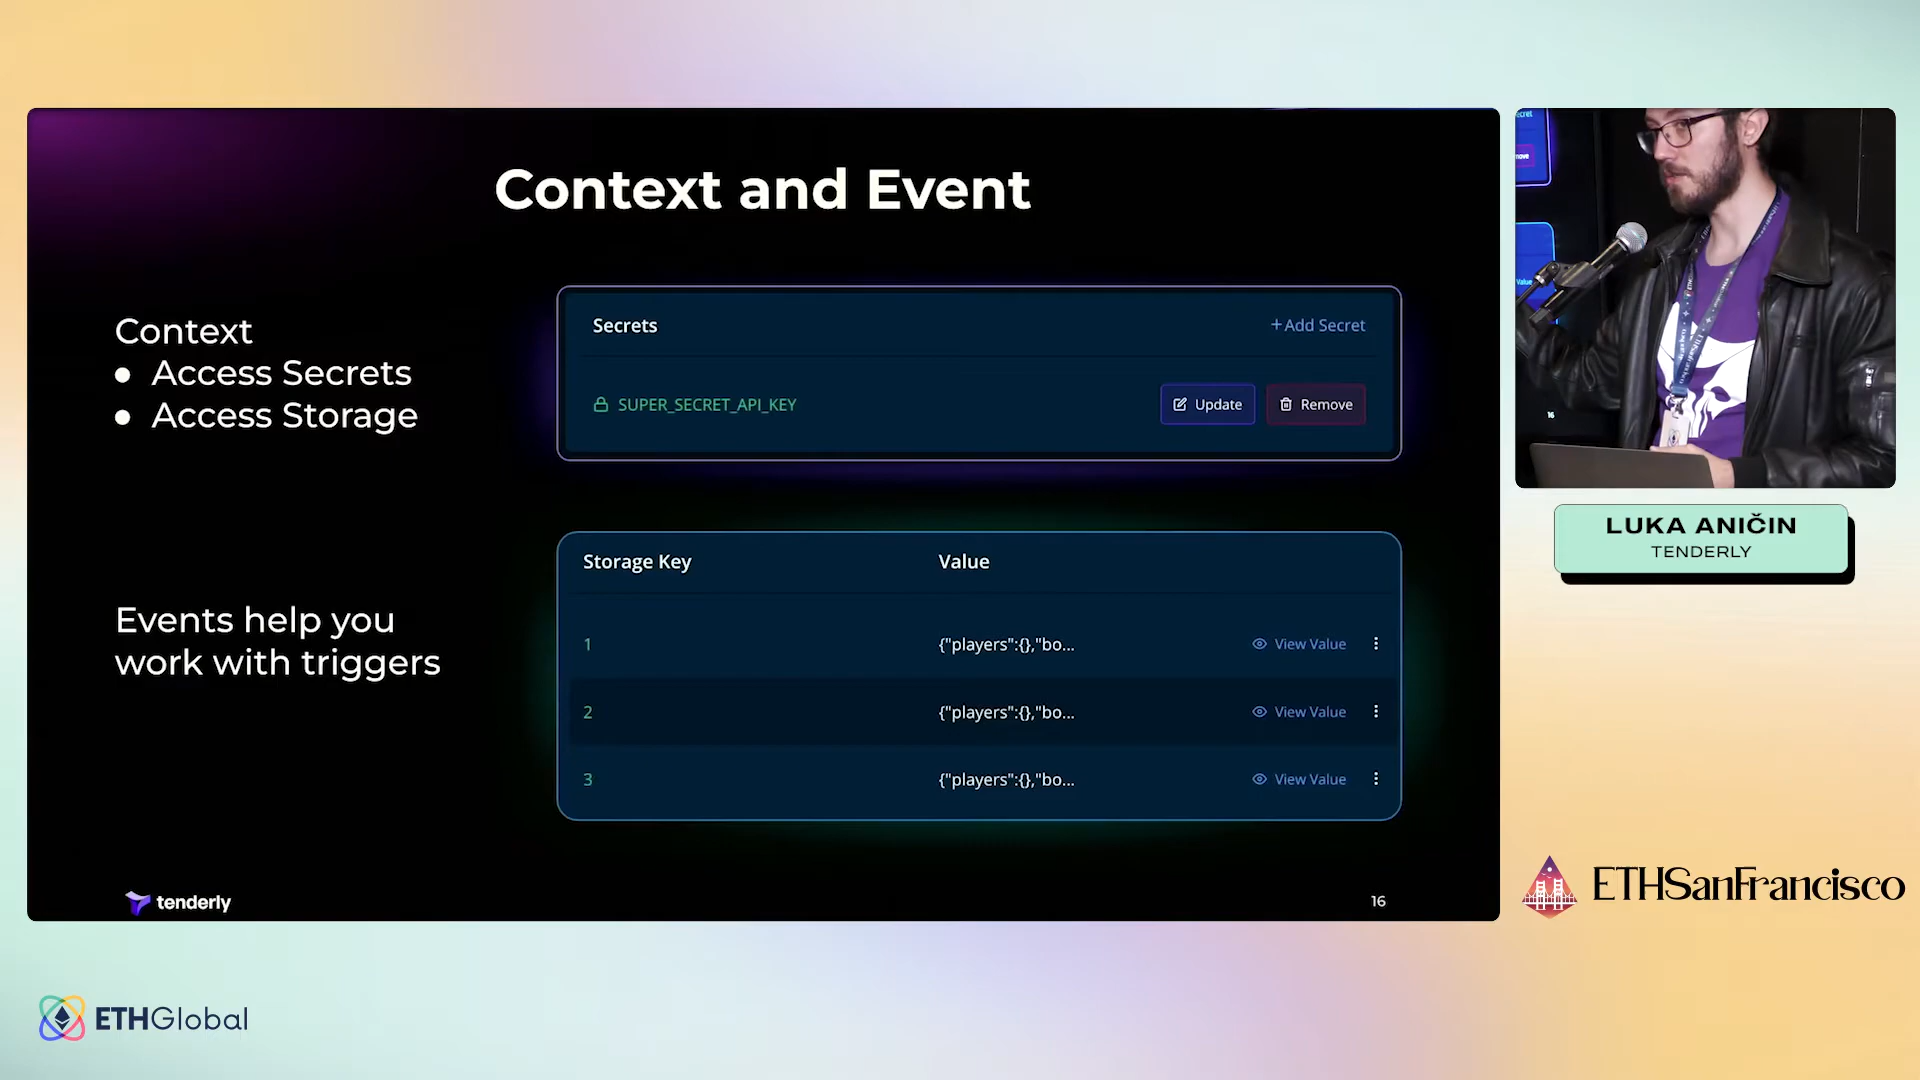 Context and Event
Context
● Access Secrets
● Access Storage
Events help you
work with triggers
Secrets
+ Add Secret
SUPER_SECRET_API_KEY
Update
Remove
Storage Key
Value
1
{"players":{},"bo...
View Value
2
{"players":{},"bo...
View Value
3
{"players":{},"bo...
View Value
tenderly
16
Value
16
LUKA ANIČIN
TENDERLY
ETHSanFrancisco
ETHGlobal